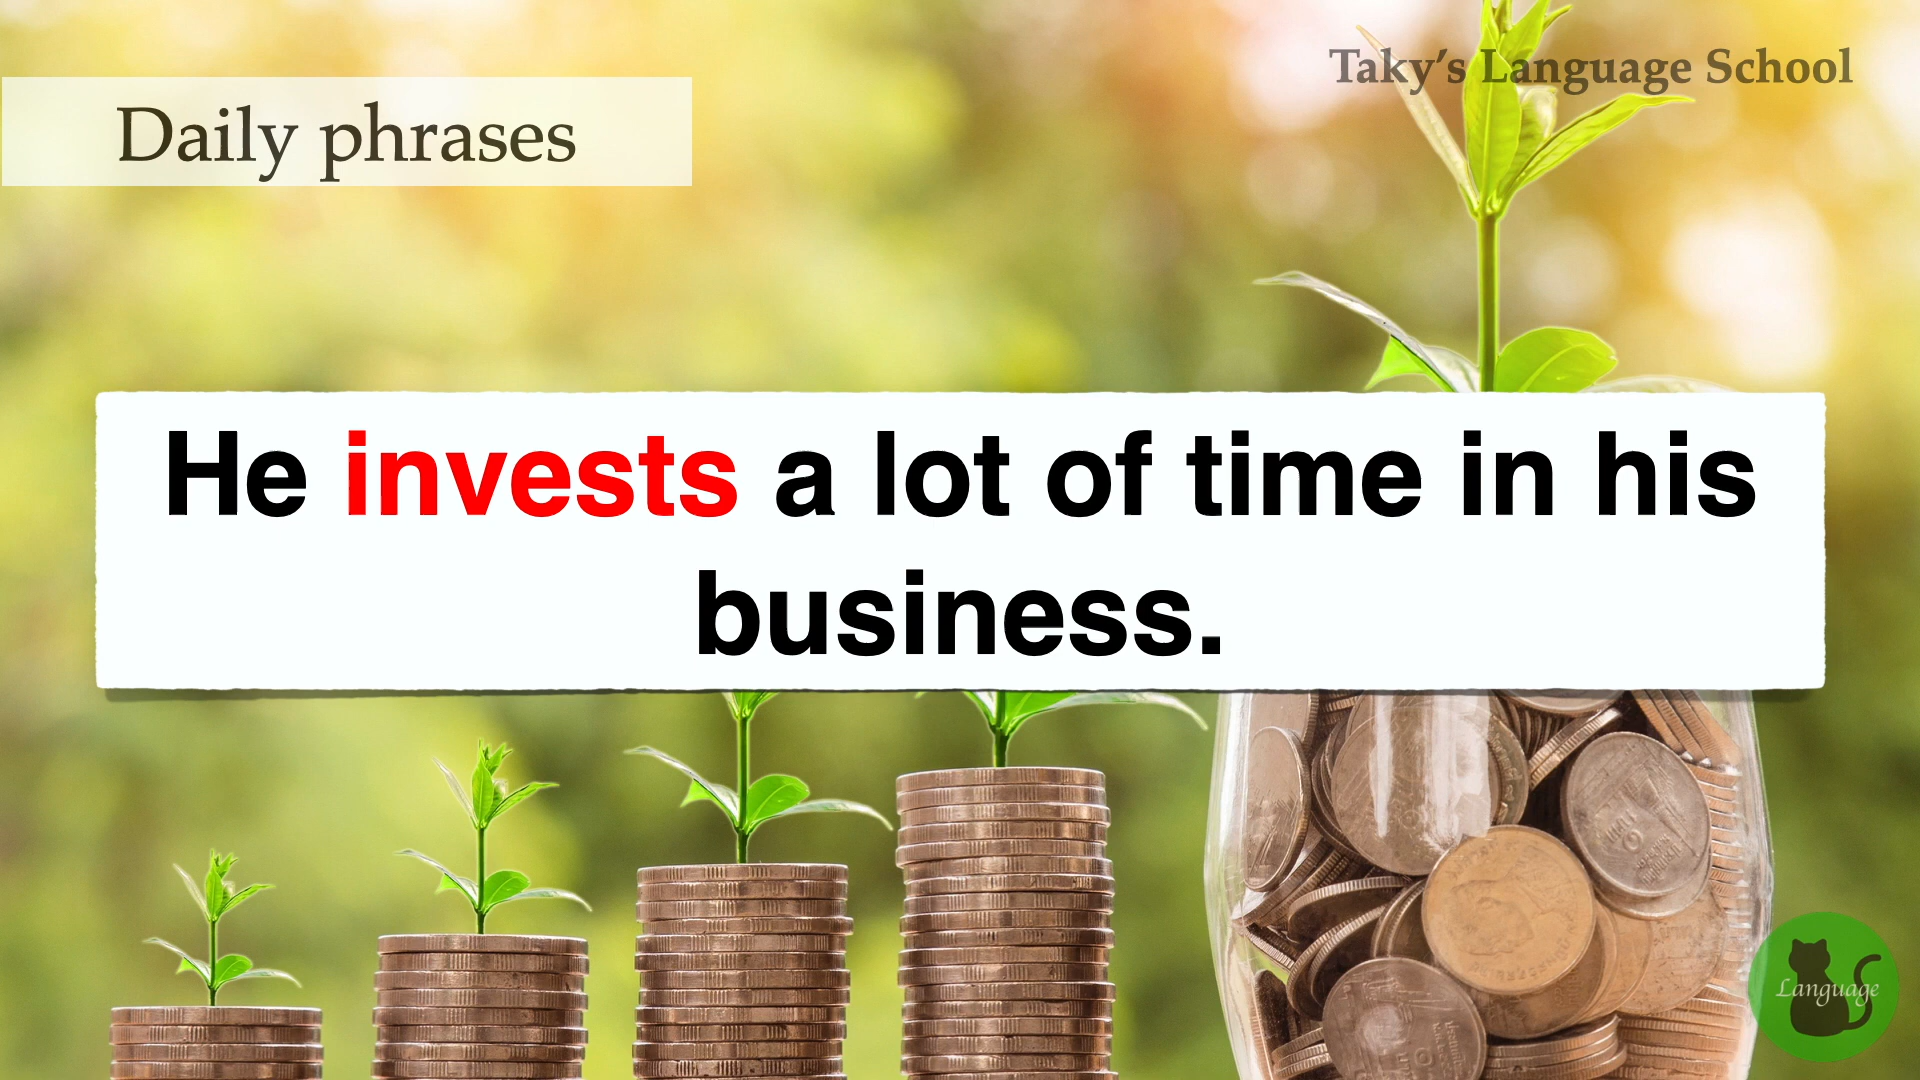 Taky’s Language School
Daily phrases
He invests a lot of time in his
business.
Language